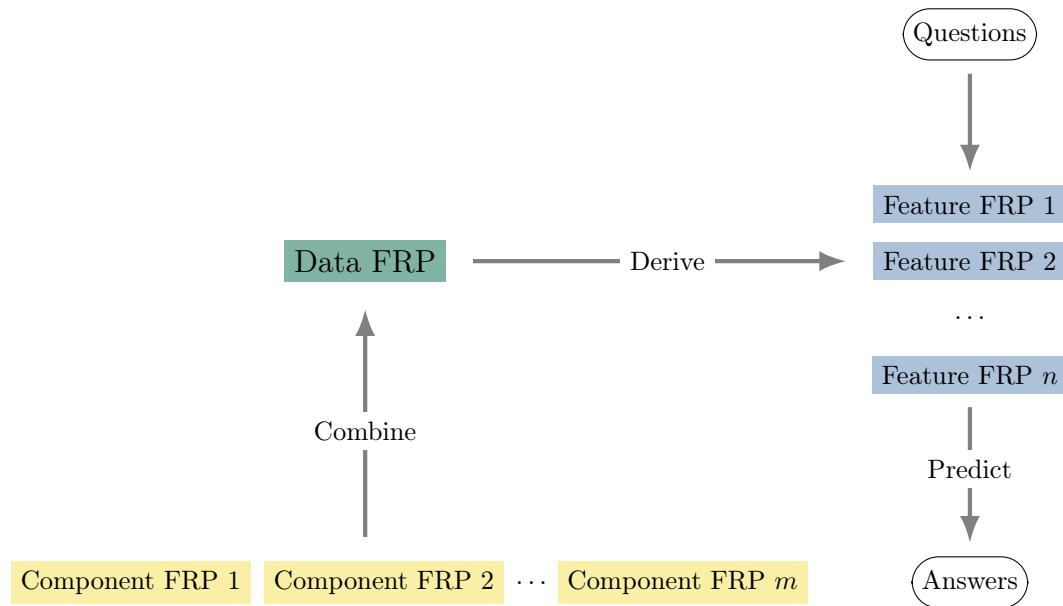 Questions
Feature FRP 1
Data FRP
Derive
Feature FRP 2
...
Feature FRP n
Combine
Predict
Component FRP 1 Component FRP 2 ... Component FRP m
Answers